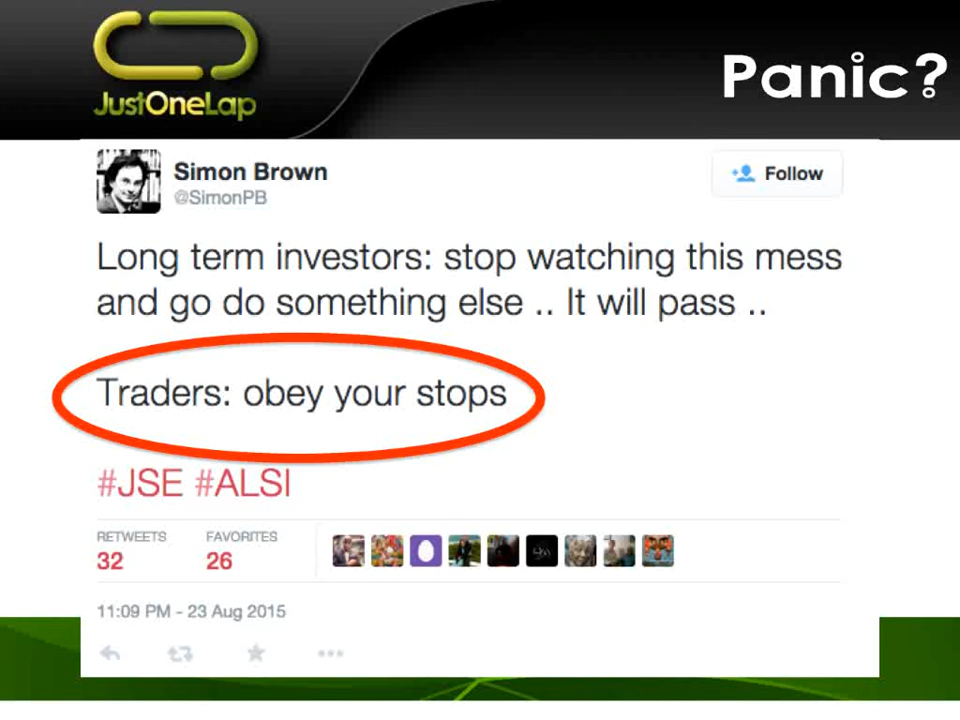 JustOneLap
Panic?
Simon Brown
@SimonPB
Follow
Long term investors: stop watching this mess
and go do something else .. It will pass ..
Traders: obey your stops
#JSE #ALSI
RETWEETS
FAVORITES
32
26
11:09 PM - 23 Aug 2015